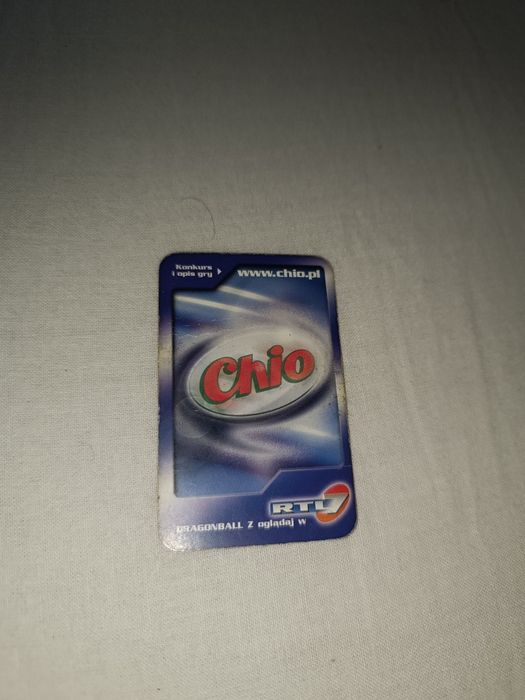 Konkurs
i opis gry
www.chio.pl
Chio
RTL7
DRAGONBALL Z oglądaj w